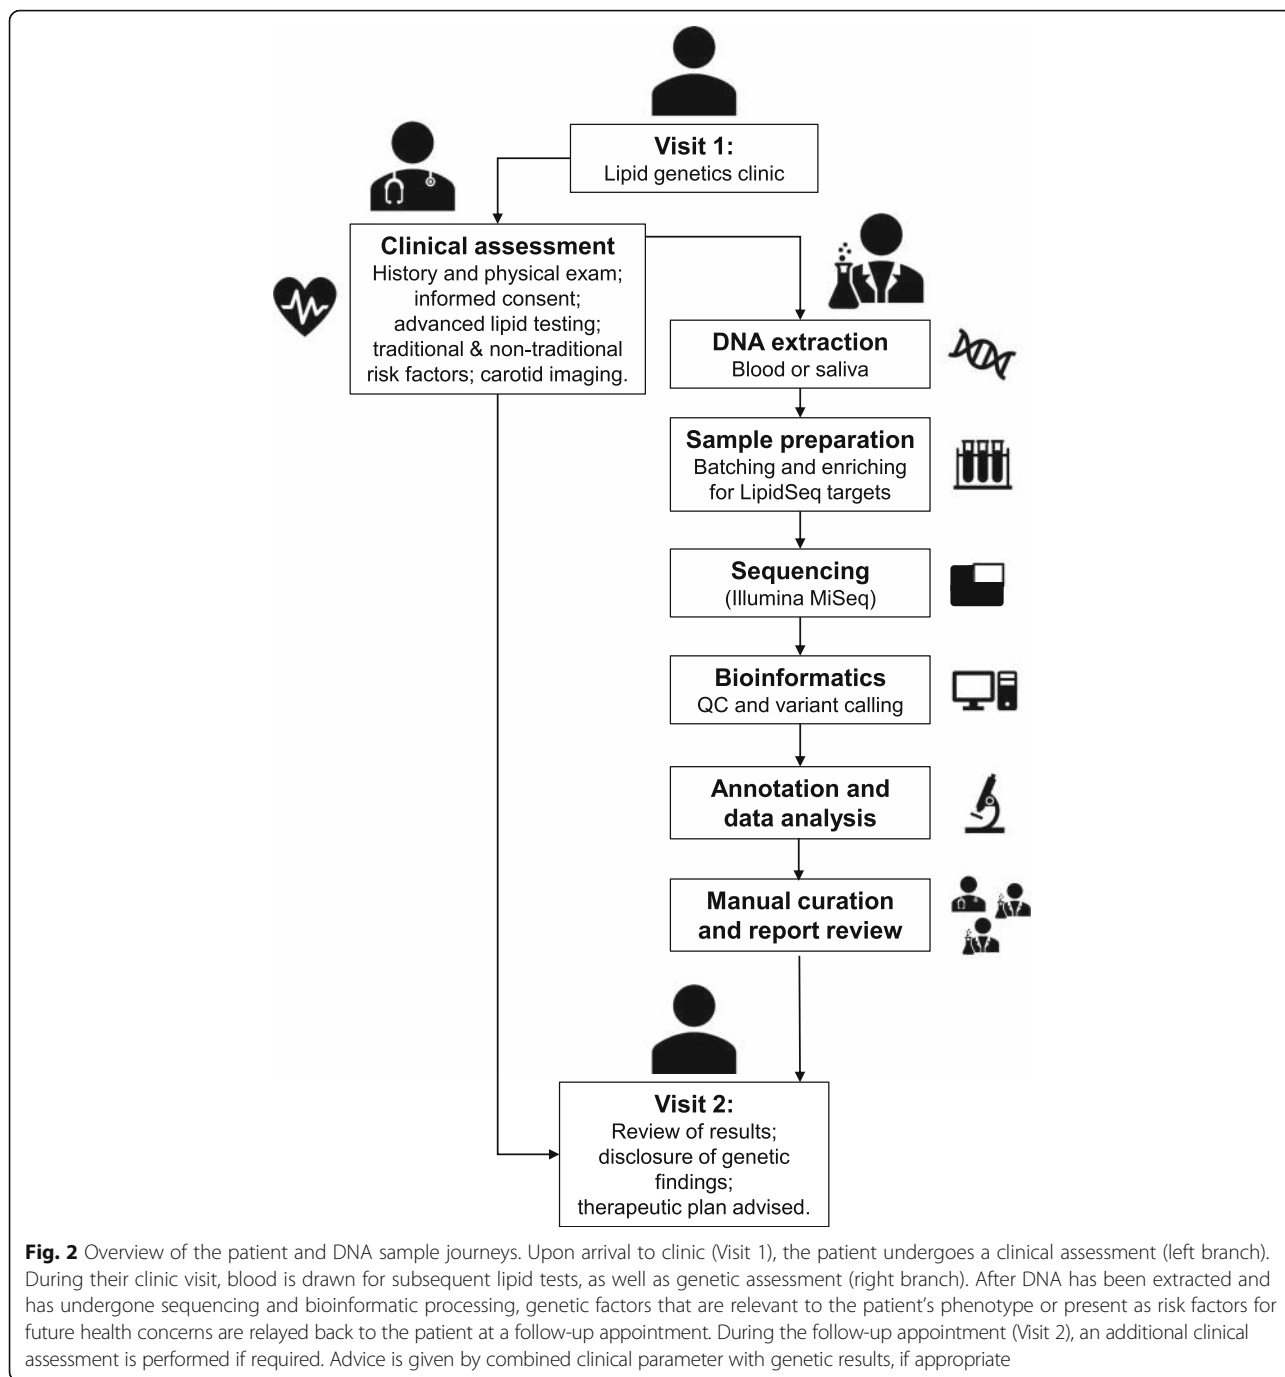 Visit 1:
Lipid genetics clinic
Clinical assessment
History and physical exam;
informed consent;
advanced lipid testing;
traditional & non-traditional
risk factors; carotid imaging.
DNA extraction
Blood or saliva
Sample preparation
Batching and enriching
for LipidSeq targets
Sequencing
(Illumina MiSeq)
Bioinformatics
QC and variant calling
Annotation and
data analysis
Manual curation
and report review
Visit 2:
Review of results;
disclosure of genetic
findings;
therapeutic plan advised.
Fig. 2 Overview of the patient and DNA sample journeys. Upon arrival to clinic (Visit 1), the patient undergoes a clinical assessment (left branch).
During their clinic visit, blood is drawn for subsequent lipid tests, as well as genetic assessment (right branch). After DNA has been extracted and
has undergone sequencing and bioinformatic processing, genetic factors that are relevant to the patient's phenotype or present as risk factors for
future health concerns are relayed back to the patient at a follow-up appointment. During the follow-up appointment (Visit 2), an additional clinical
assessment is performed if required. Advice is given by combined clinical parameter with genetic results, if appropriate